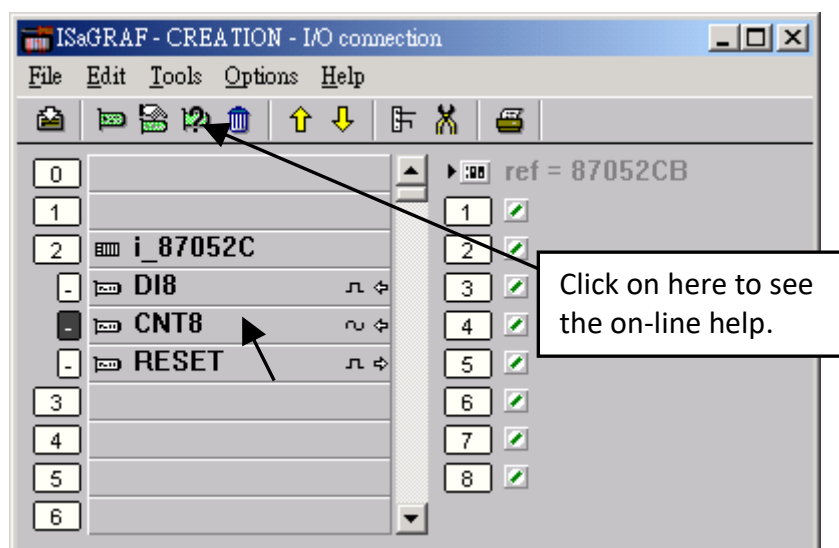 ISaGRAF - CREATION - I/O connection
File Edit Tools Options Help
0
1
2 i_87052C
- DI8
- CNT8
- RESET
3
4
5
6
ref = 87052CB
1
2
3
4
5
6
7
8
Click on here to see
the on-line help.